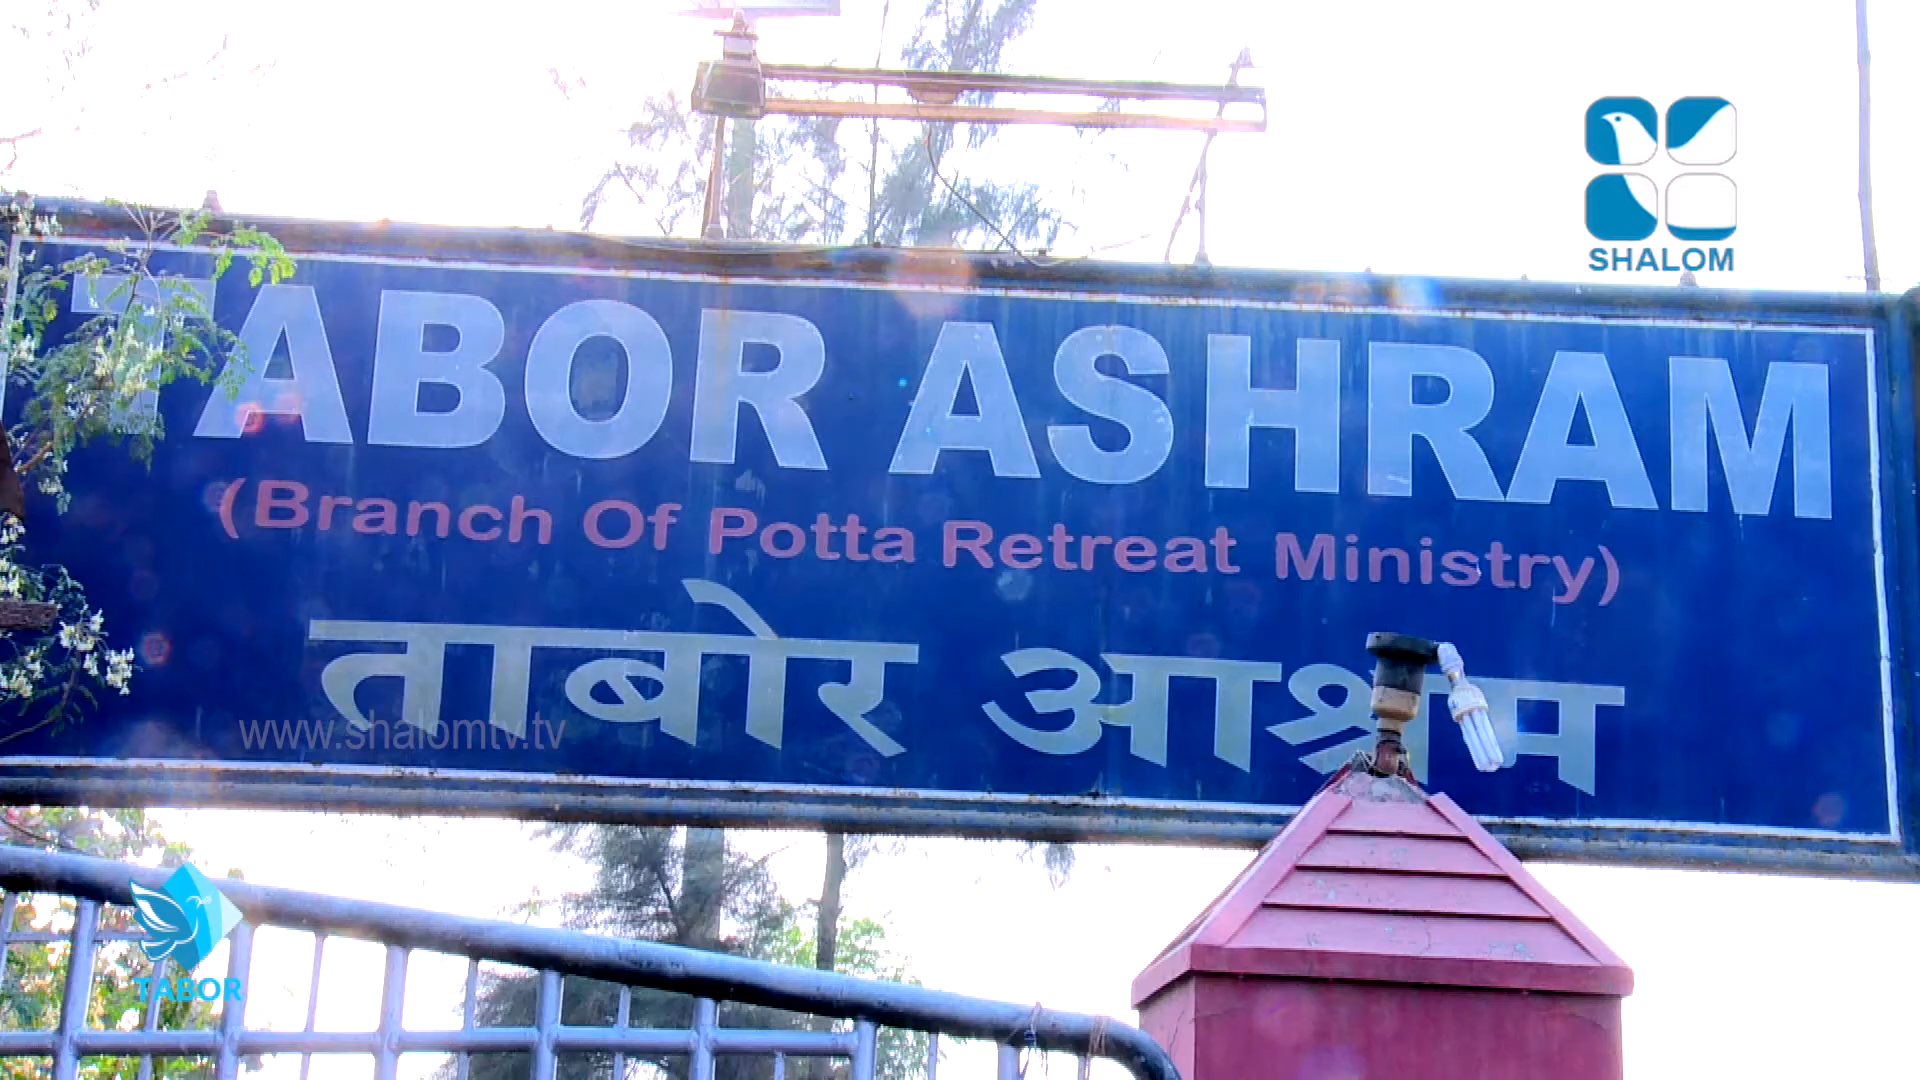 SHALOM
TABOR ASHRAM
(Branch Of Potta Retreat Ministry)
ताबोर आश्रम
www.shalomtv.tv
TABOR